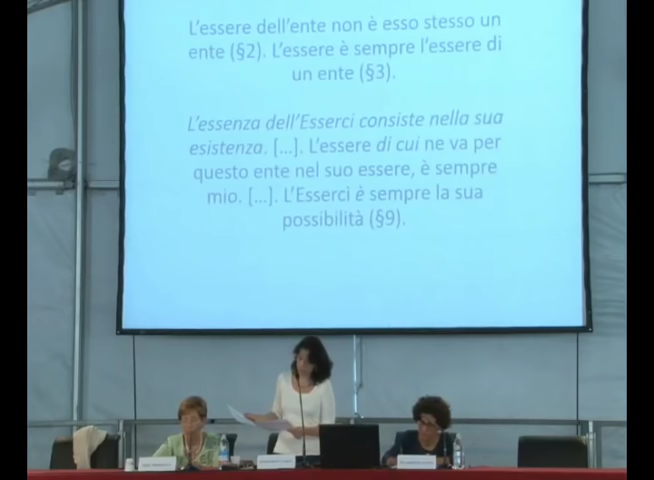 L'essere dell'ente non è esso stesso un
ente (§2). L'essere è sempre l'essere di
un ente (§3).
L'essenza dell'Esserci consiste nella sua
esistenza. [...]. L'essere di cui ne va per
questo ente nel suo essere, è sempre
mio. [...]. L'Esserci è sempre la sua
possibilità (§9).